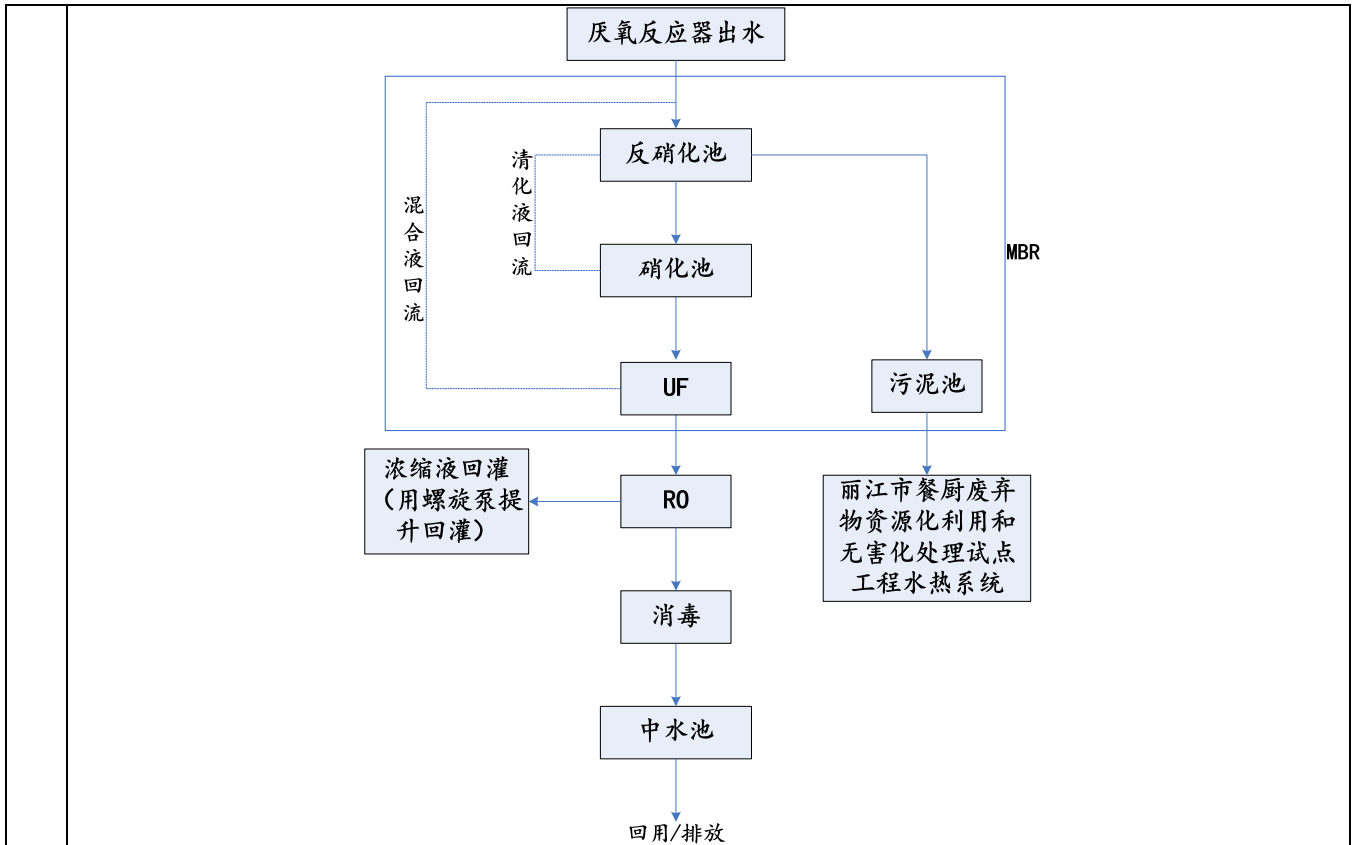 厌氧反应器出水
反硝化池
清化液回流
混合液回流
硝化池
MBR
UF
污泥池
浓缩液回灌
（用螺旋泵提
升回灌）
RO
丽江市餐厨废弃
物资源化利用和
无害化处理试点
工程水热系统
消毒
中水池
回用/排放